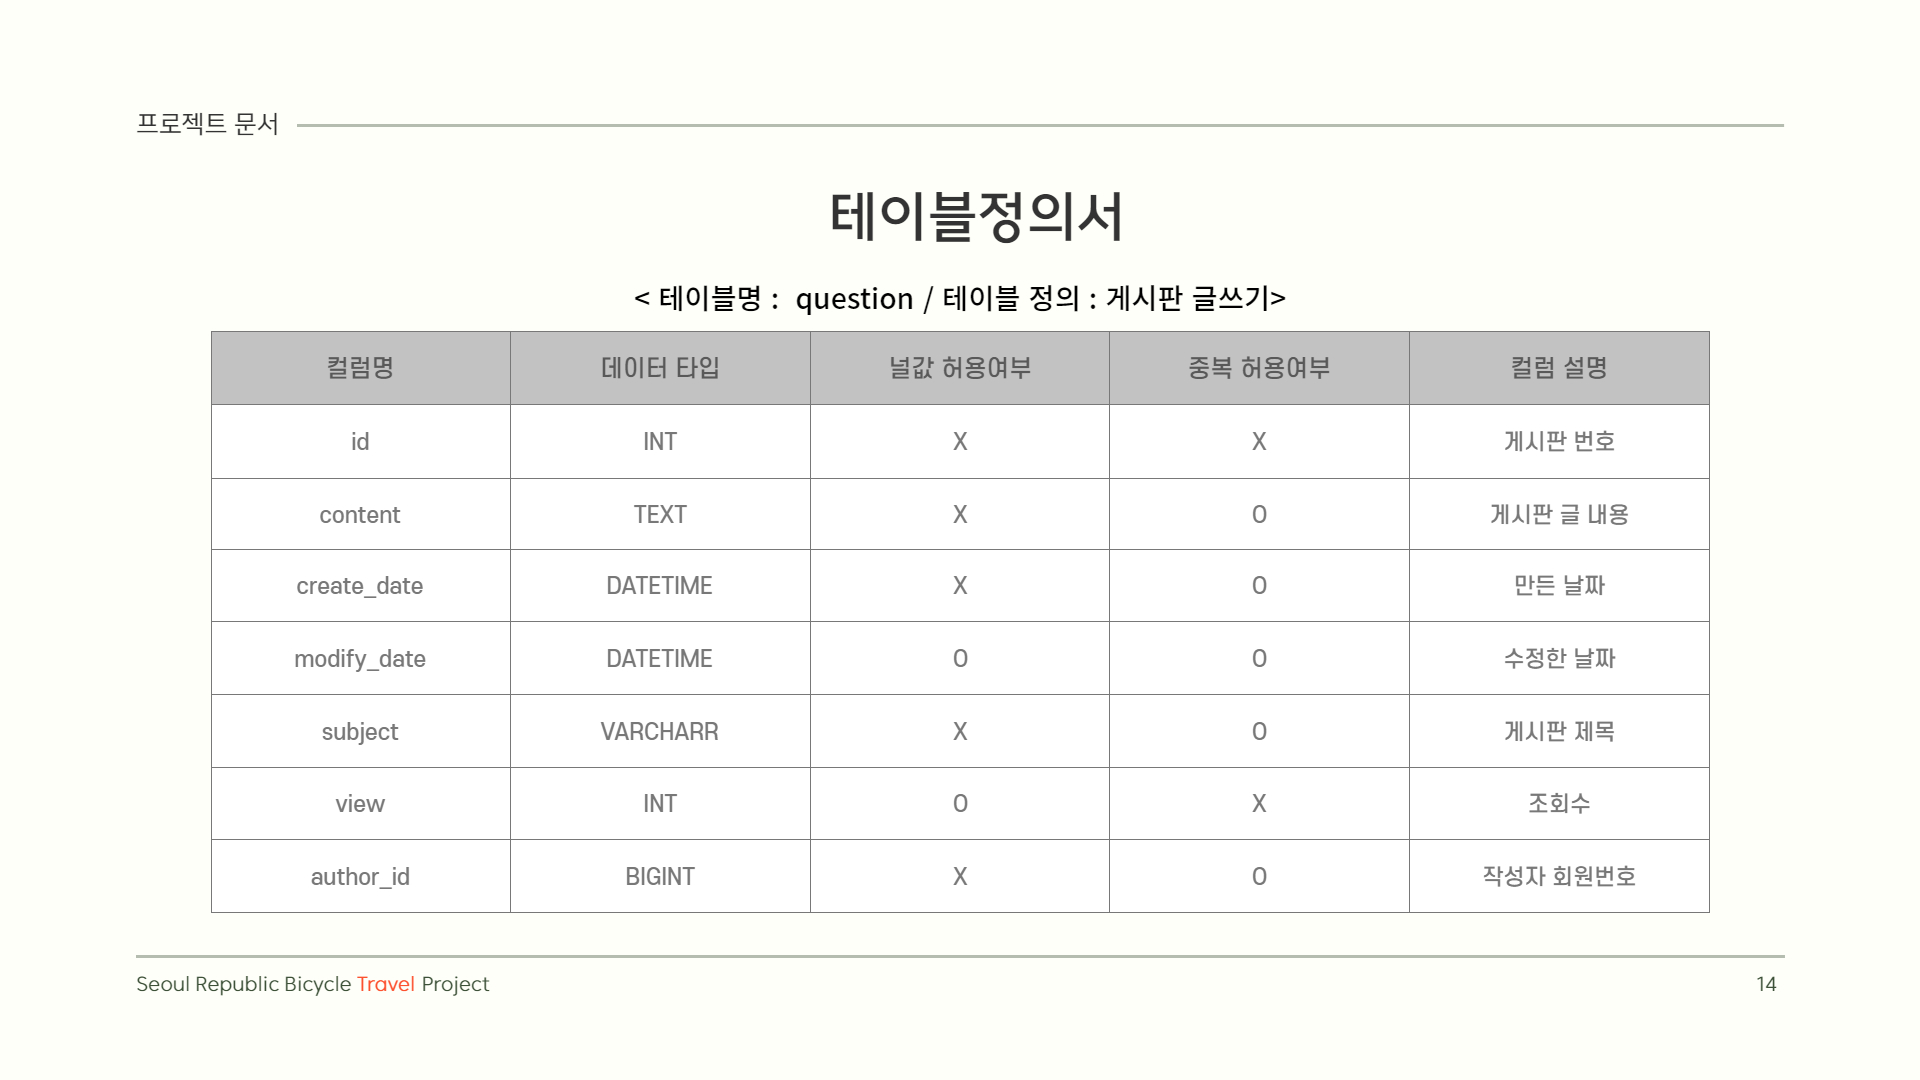 프로젝트 문서
테이블정의서
< 테이블명 : question / 테이블 정의 : 게시판 글쓰기>
컬럼명 데이터 타입 널값 허용여부 중복 허용여부 컬럼 설명
id INT X X 게시판 번호
content TEXT X O 게시판 글 내용
create_date DATETIME X O 만든 날짜
modify_date DATETIME O O 수정한 날짜
subject VARCHARR X O 게시판 제목
view INT O X 조회수
author_id BIGINT X O 작성자 회원번호
Seoul Republic Bicycle Travel Project 14